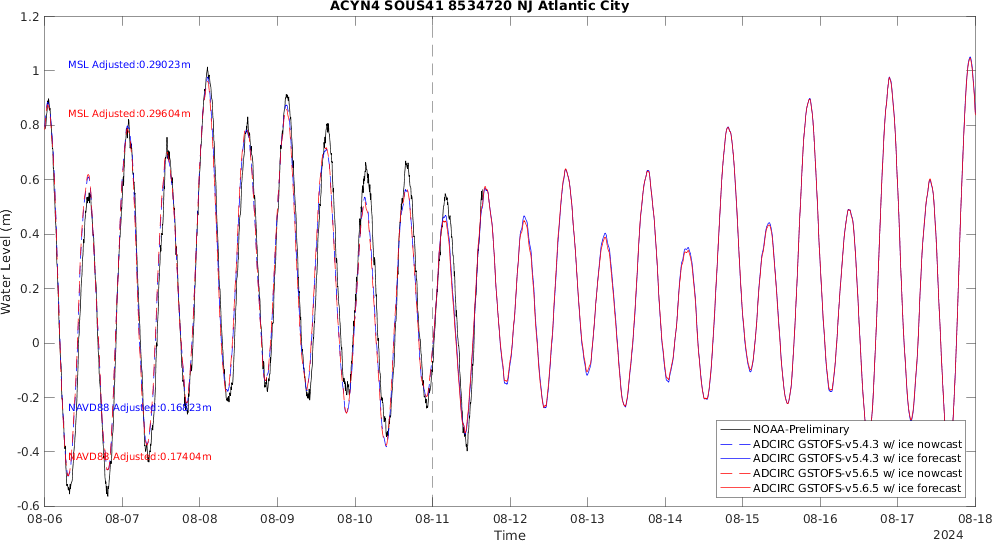 ACYN4 SOUS41 8534720 NJ Atlantic City
1.2
1
0.8
0.6
0.4
0.2
0
-0.2
-0.4
-0.6
Water Level (m)
MSL Adjusted:0.29023m
MSL Adjusted:0.29604m
NAVD88 Adjusted:0.16823m
NAVD88 Adjusted:0.17404m
NOAA-Preliminary
ADCIRC GSTOFS-v5.4.3 w/ ice nowcast
ADCIRC GSTOFS-v5.4.3 w/ ice forecast
ADCIRC GSTOFS-v5.6.5 w/ ice nowcast
ADCIRC GSTOFS-v5.6.5 w/ ice forecast
08-06 08-07 08-08 08-09 08-10 08-11 08-12 08-13 08-14 08-15 08-16 08-17 08-18
Time
2024